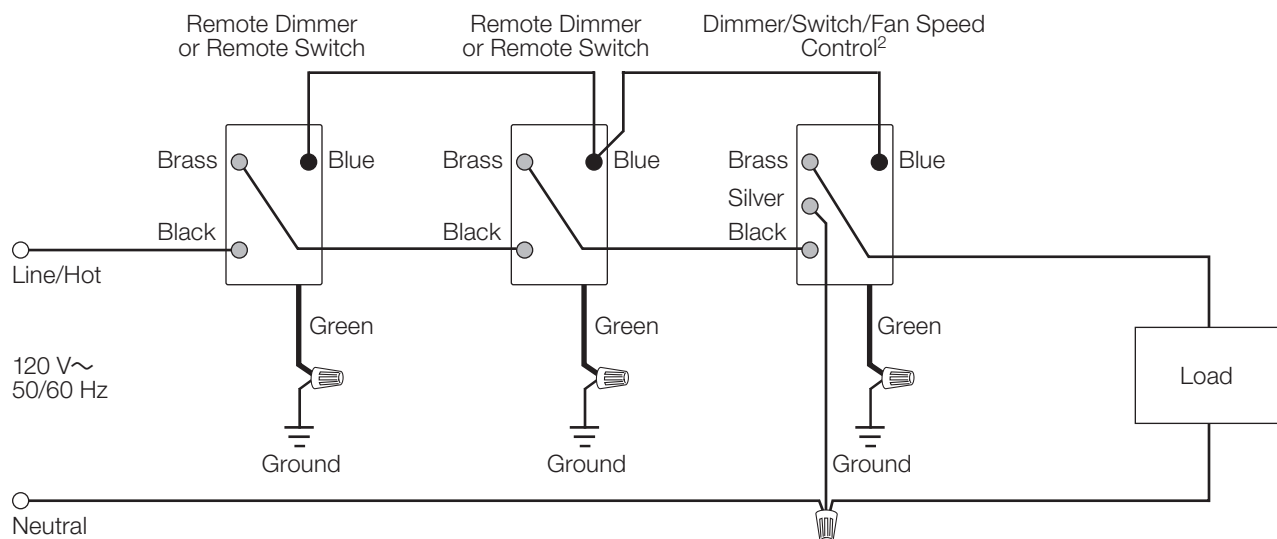 Remote Dimmer
or Remote Switch
Remote Dimmer
or Remote Switch
Dimmer/Switch/Fan Speed
Control²
Brass
Blue
Brass
Blue
Brass
Blue
Silver
Black
Black
Black
Line/Hot
Green
Green
Green
120 V~
50/60 Hz
Load
Ground
Ground
Ground
Neutral